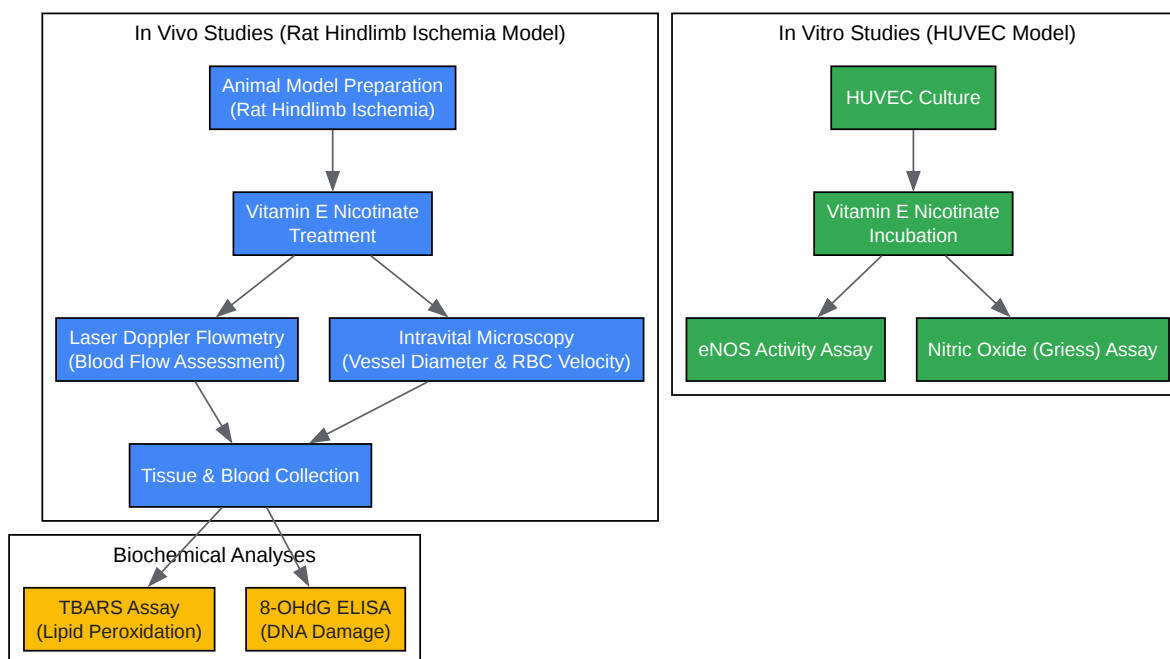 In Vivo Studies (Rat Hindlimb Ischemia Model)
Animal Model Preparation
(Rat Hindlimb Ischemia)
Vitamin E Nicotinate
Treatment
Laser Doppler Flowmetry
(Blood Flow Assessment)
Intravital Microscopy
(Vessel Diameter & RBC Velocity)
Tissue & Blood Collection
Biochemical Analyses
TBARS Assay
(Lipid Peroxidation)
8-OHdG ELISA
(DNA Damage)
In Vitro Studies (HUVEC Model)
HUVEC Culture
Vitamin E Nicotinate
Incubation
eNOS Activity Assay
Nitric Oxide (Griess) Assay